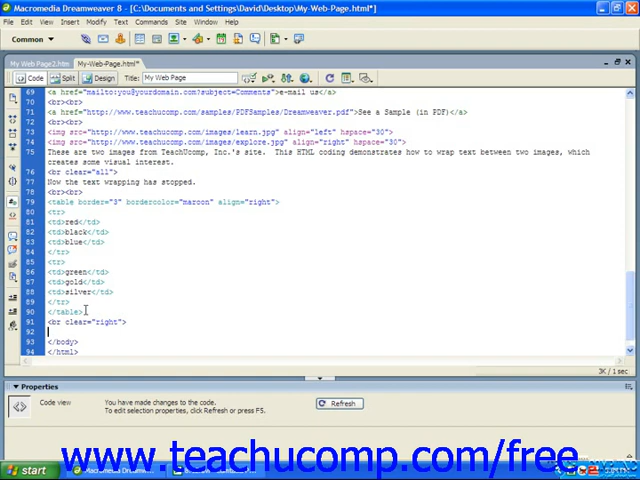 Macromedia Dreamweaver 8 - [C:\Documents and Settings\David\Desktop\My-Web-Page.html*]
File Edit View Insert Modify Text Commands Site Window Help
Common
My Web Page2.htm My-Web-Page.html*
Code Split Design Title: My Web Page
69 <a href="mailto:you@yourdomain.com?subject=Comments">e-mail us</a>
70 <br><br>
71 <a href="http://www.teachucomp.com/samples/PDFSamples/Dreamweaver.pdf">See a Sample (in PDF)</a>
72 <br><br>
73 <img src="http://www.teachucomp.com/images/learn.jpg" align="left" hspace="30">
74 <img src="http://www.teachucomp.com/images/explore.jpg" align="right" hspace="30">
75 These are two images from TeachUcomp, Inc.'s site. This HTML coding demonstrates how to wrap text between two images, which
creates some visual interest.
76 <br clear="all">
77 Now the text wrapping has stopped.
78 <br><br>
79 <table border="3" bordercolor="maroon" align="right">
80 <tr>
81 <td>red</td>
82 <td>black</td>
83 <td>blue</td>
84 </tr>
85 <tr>
86 <td>green</td>
87 <td>gold</td>
88 <td>silver</td>
89 </tr>
90 </table>
91 <br clear="right">
92
93 </body>
94 </html>
3K / 1 sec
Properties
Code view You have made changes to the code.
To edit selection properties, click Refresh or press F5.
Refresh
www.teachucomp.com/free
start Macromedia Dreamw...